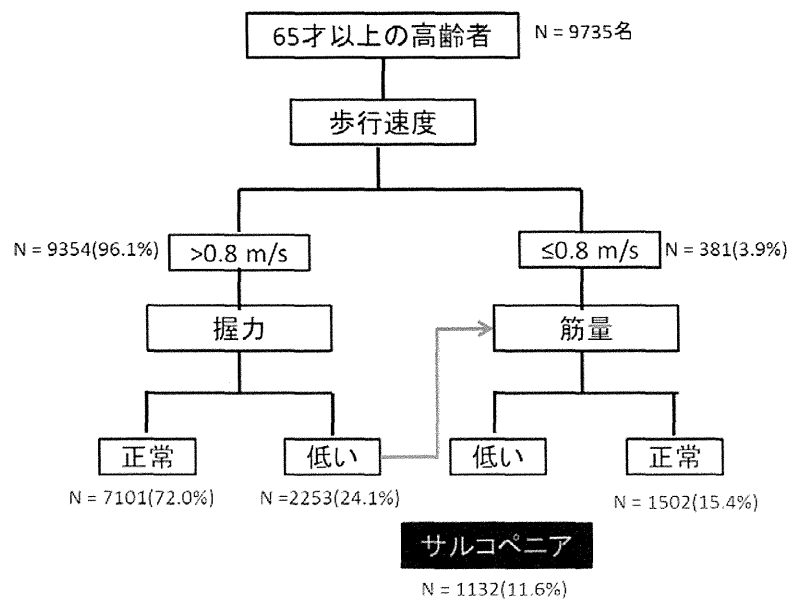 65才以上の高齢者
N = 9735名
歩行速度
N = 9354(96.1%)
>0.8 m/s
≤0.8 m/s
N = 381(3.9%)
握力
筋量
正常
低い
低い
正常
N = 7101(72.0%)
N =2253(24.1%)
N = 1502(15.4%)
サルコペニア
N = 1132(11.6%)